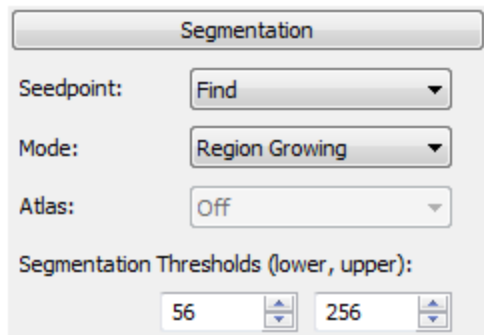 Segmentation
Seedpoint: Find
Mode: Region Growing
Atlas: Off
Segmentation Thresholds (lower, upper):
56 256